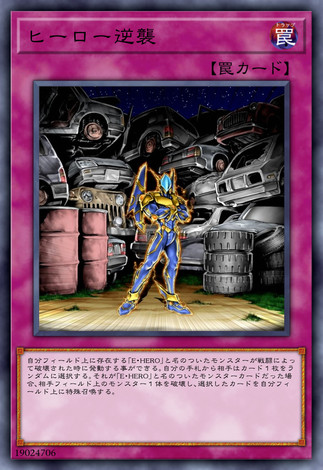 ヒーロー逆襲
罠
トラップ
【罠カード】
自分フィールド上に存在する「E・HERO」と名のついたモンスターが戦闘によっ
て破壊された時に発動する事ができる。自分の手札から相手はカード1枚をラ
ンダムに選択する。それが「E・HERO」と名のついたモンスターカードだった場
合、相手フィールド上のモンスター1体を破壊し、選択したカードを自分フィー
ルド上に特殊召喚する。
19024706